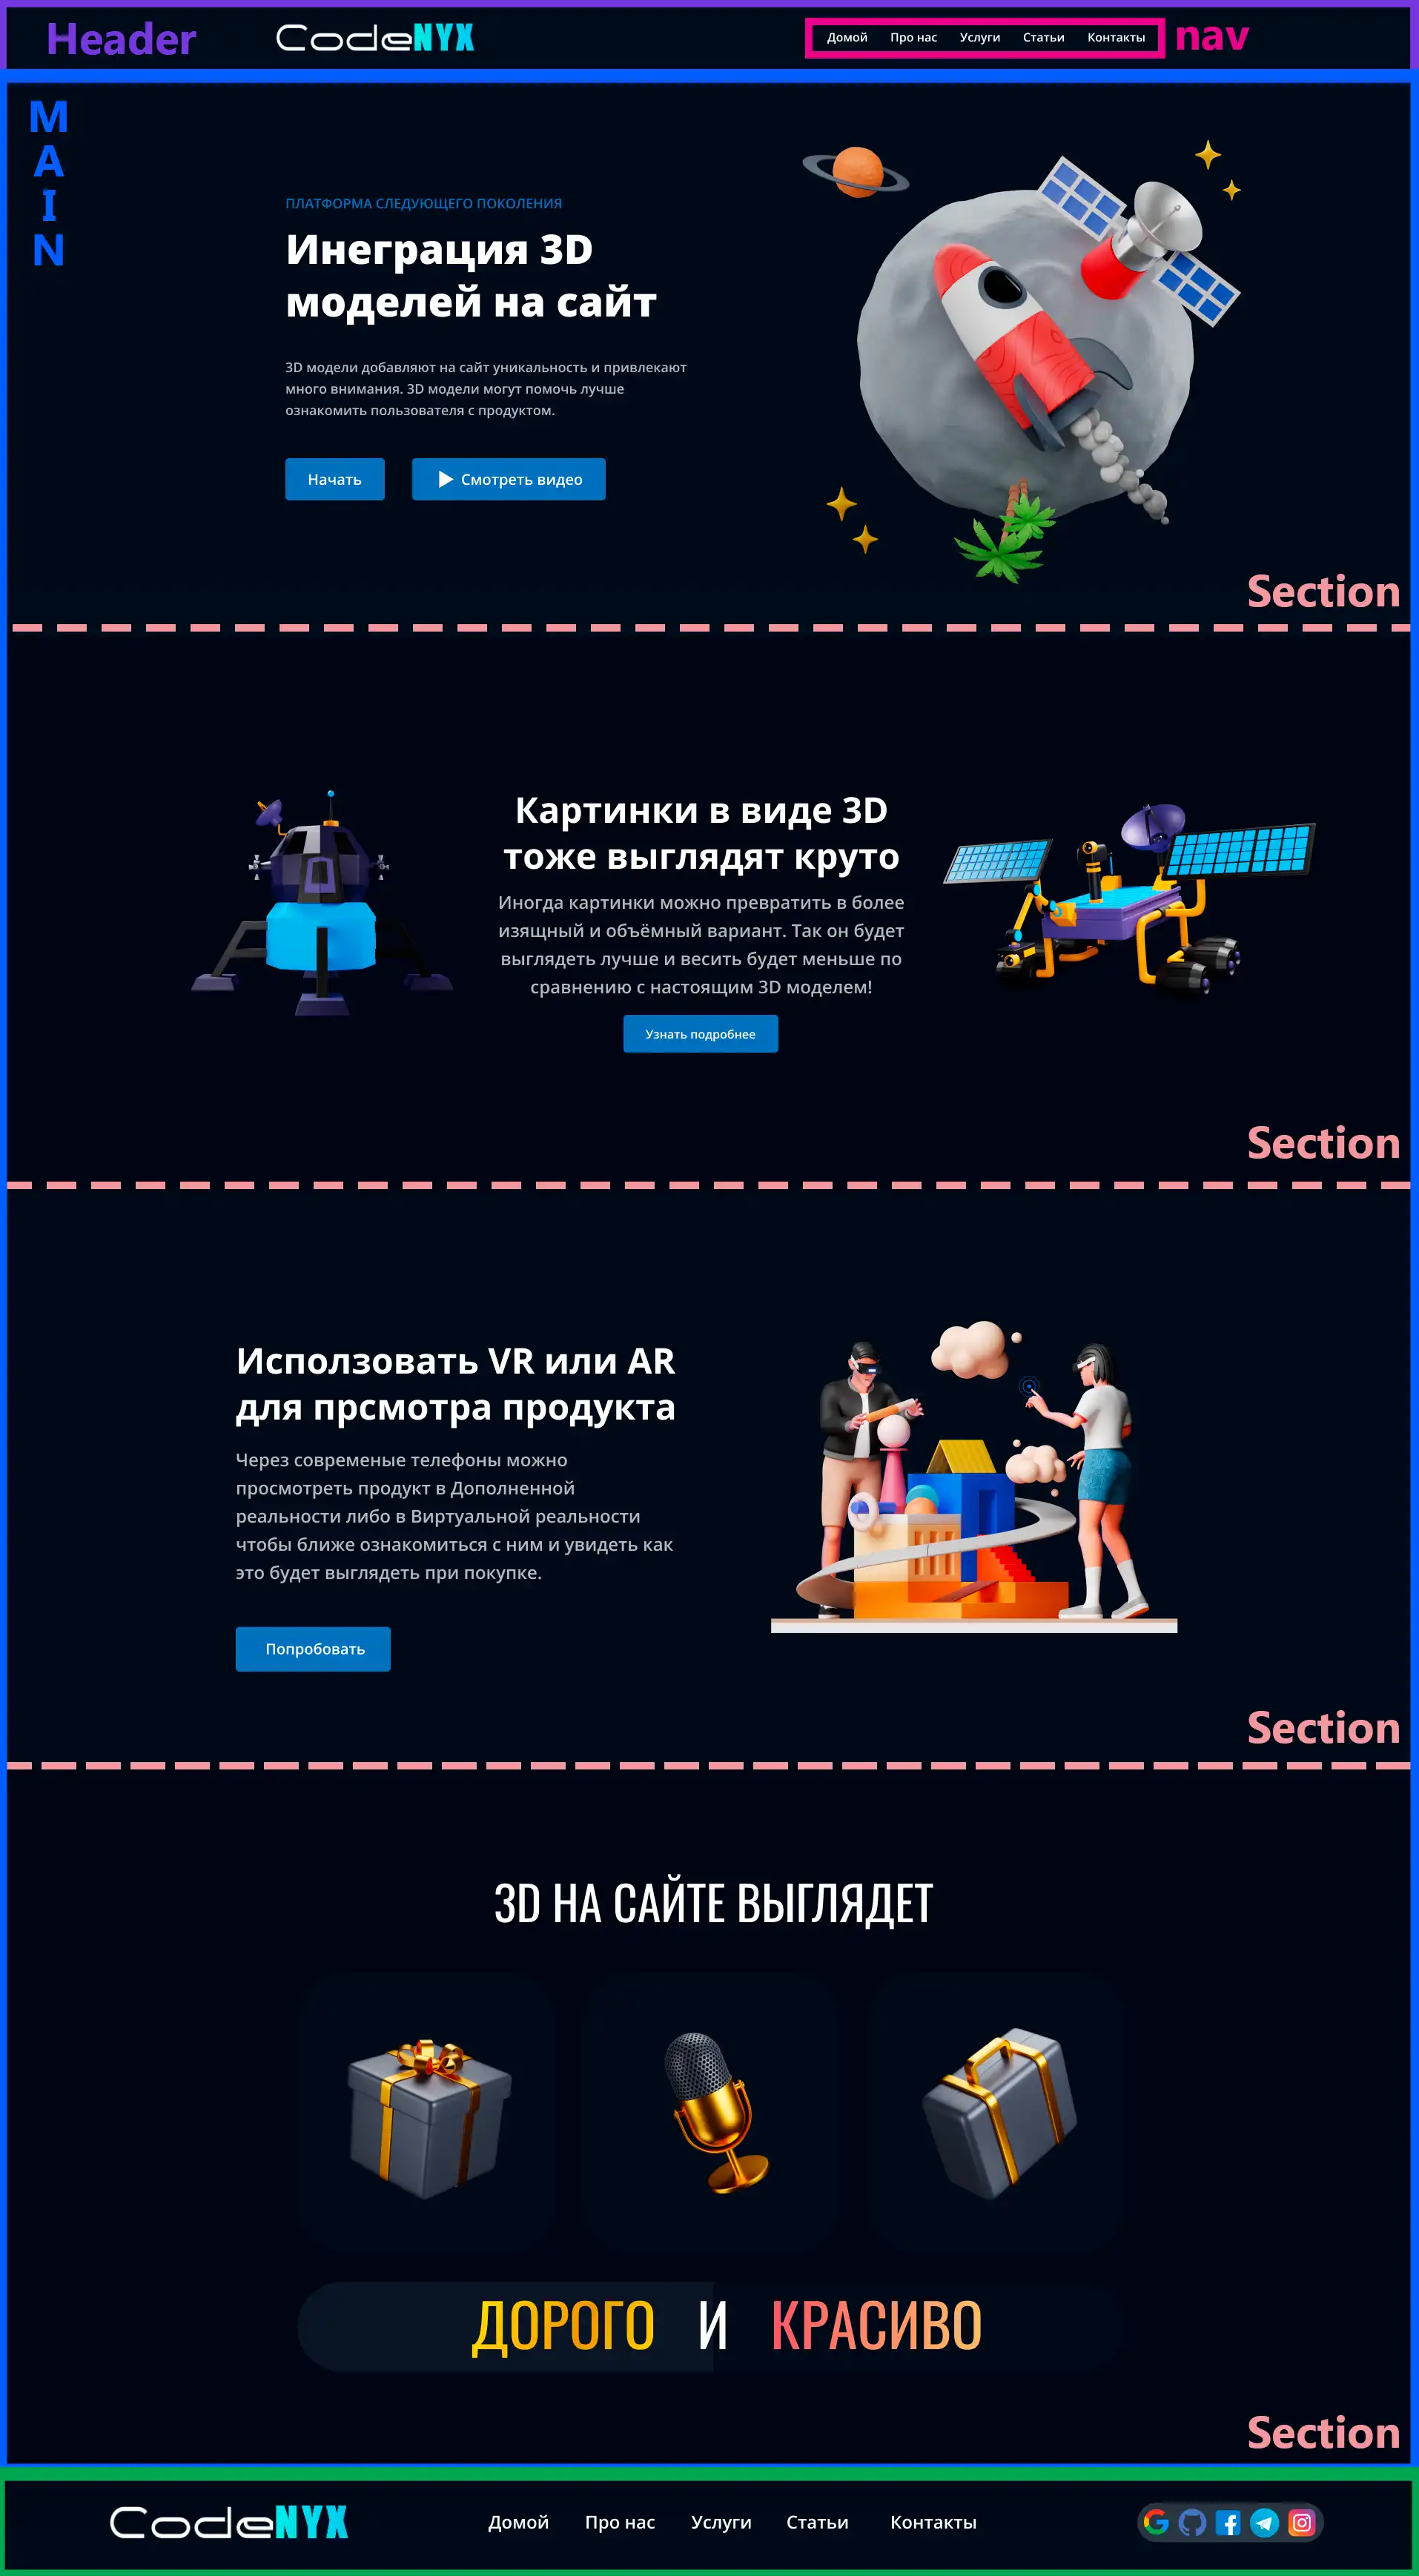 Header
CodeNYX
Домой Про нас Услуги Статьи Контакты
nav
M
A
I
N
ПЛАТФОРМА СЛЕДУЮЩЕГО ПОКОЛЕНИЯ
Инеграция 3D
моделей на сайт
3D модели добавляют на сайт уникальность и привлекают
много внимания. 3D модели могут помочь лучше
ознакомить пользователя с продуктом.
Начать
Смотреть видео
Section
Картинки в виде 3D
тоже выглядят круто
Иногда картинки можно превратить в более
изящный и объёмный вариант. Так он будет
выглядеть лучше и весить будет меньше по
сравнению с настоящим 3D моделем!
Узнать подробнее
Section
Исползовать VR или AR
для прсмотра продукта
Через современые телефоны можно
просмотреть продукт в Дополненной
реальности либо в Виртуальной реальности
чтобы ближе ознакомиться с ним и увидеть как
это будет выглядеть при покупке.
Попробовать
Section
3D НА САЙТЕ ВЫГЛЯДЕТ
ДОРОГО И КРАСИВО
Section
CodeNYX
Домой Про нас Услуги Статьи Контакты